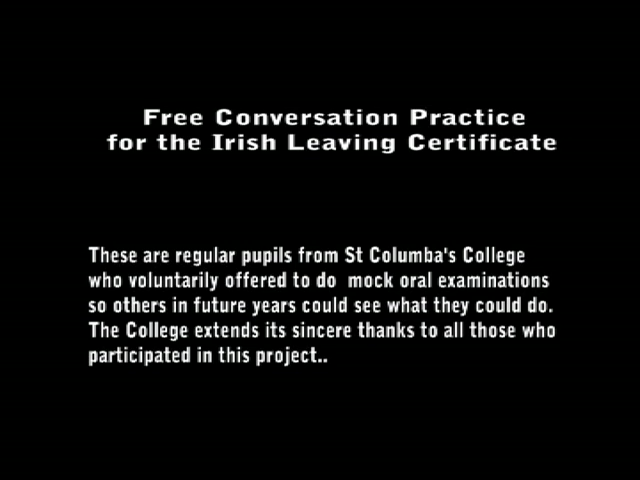 Free Conversation Practice
for the Irish Leaving Certificate
These are regular pupils from St Columba's College
who voluntarily offered to do mock oral examinations
so others in future years could see what they could do.
The College extends its sincere thanks to all those who
participated in this project..